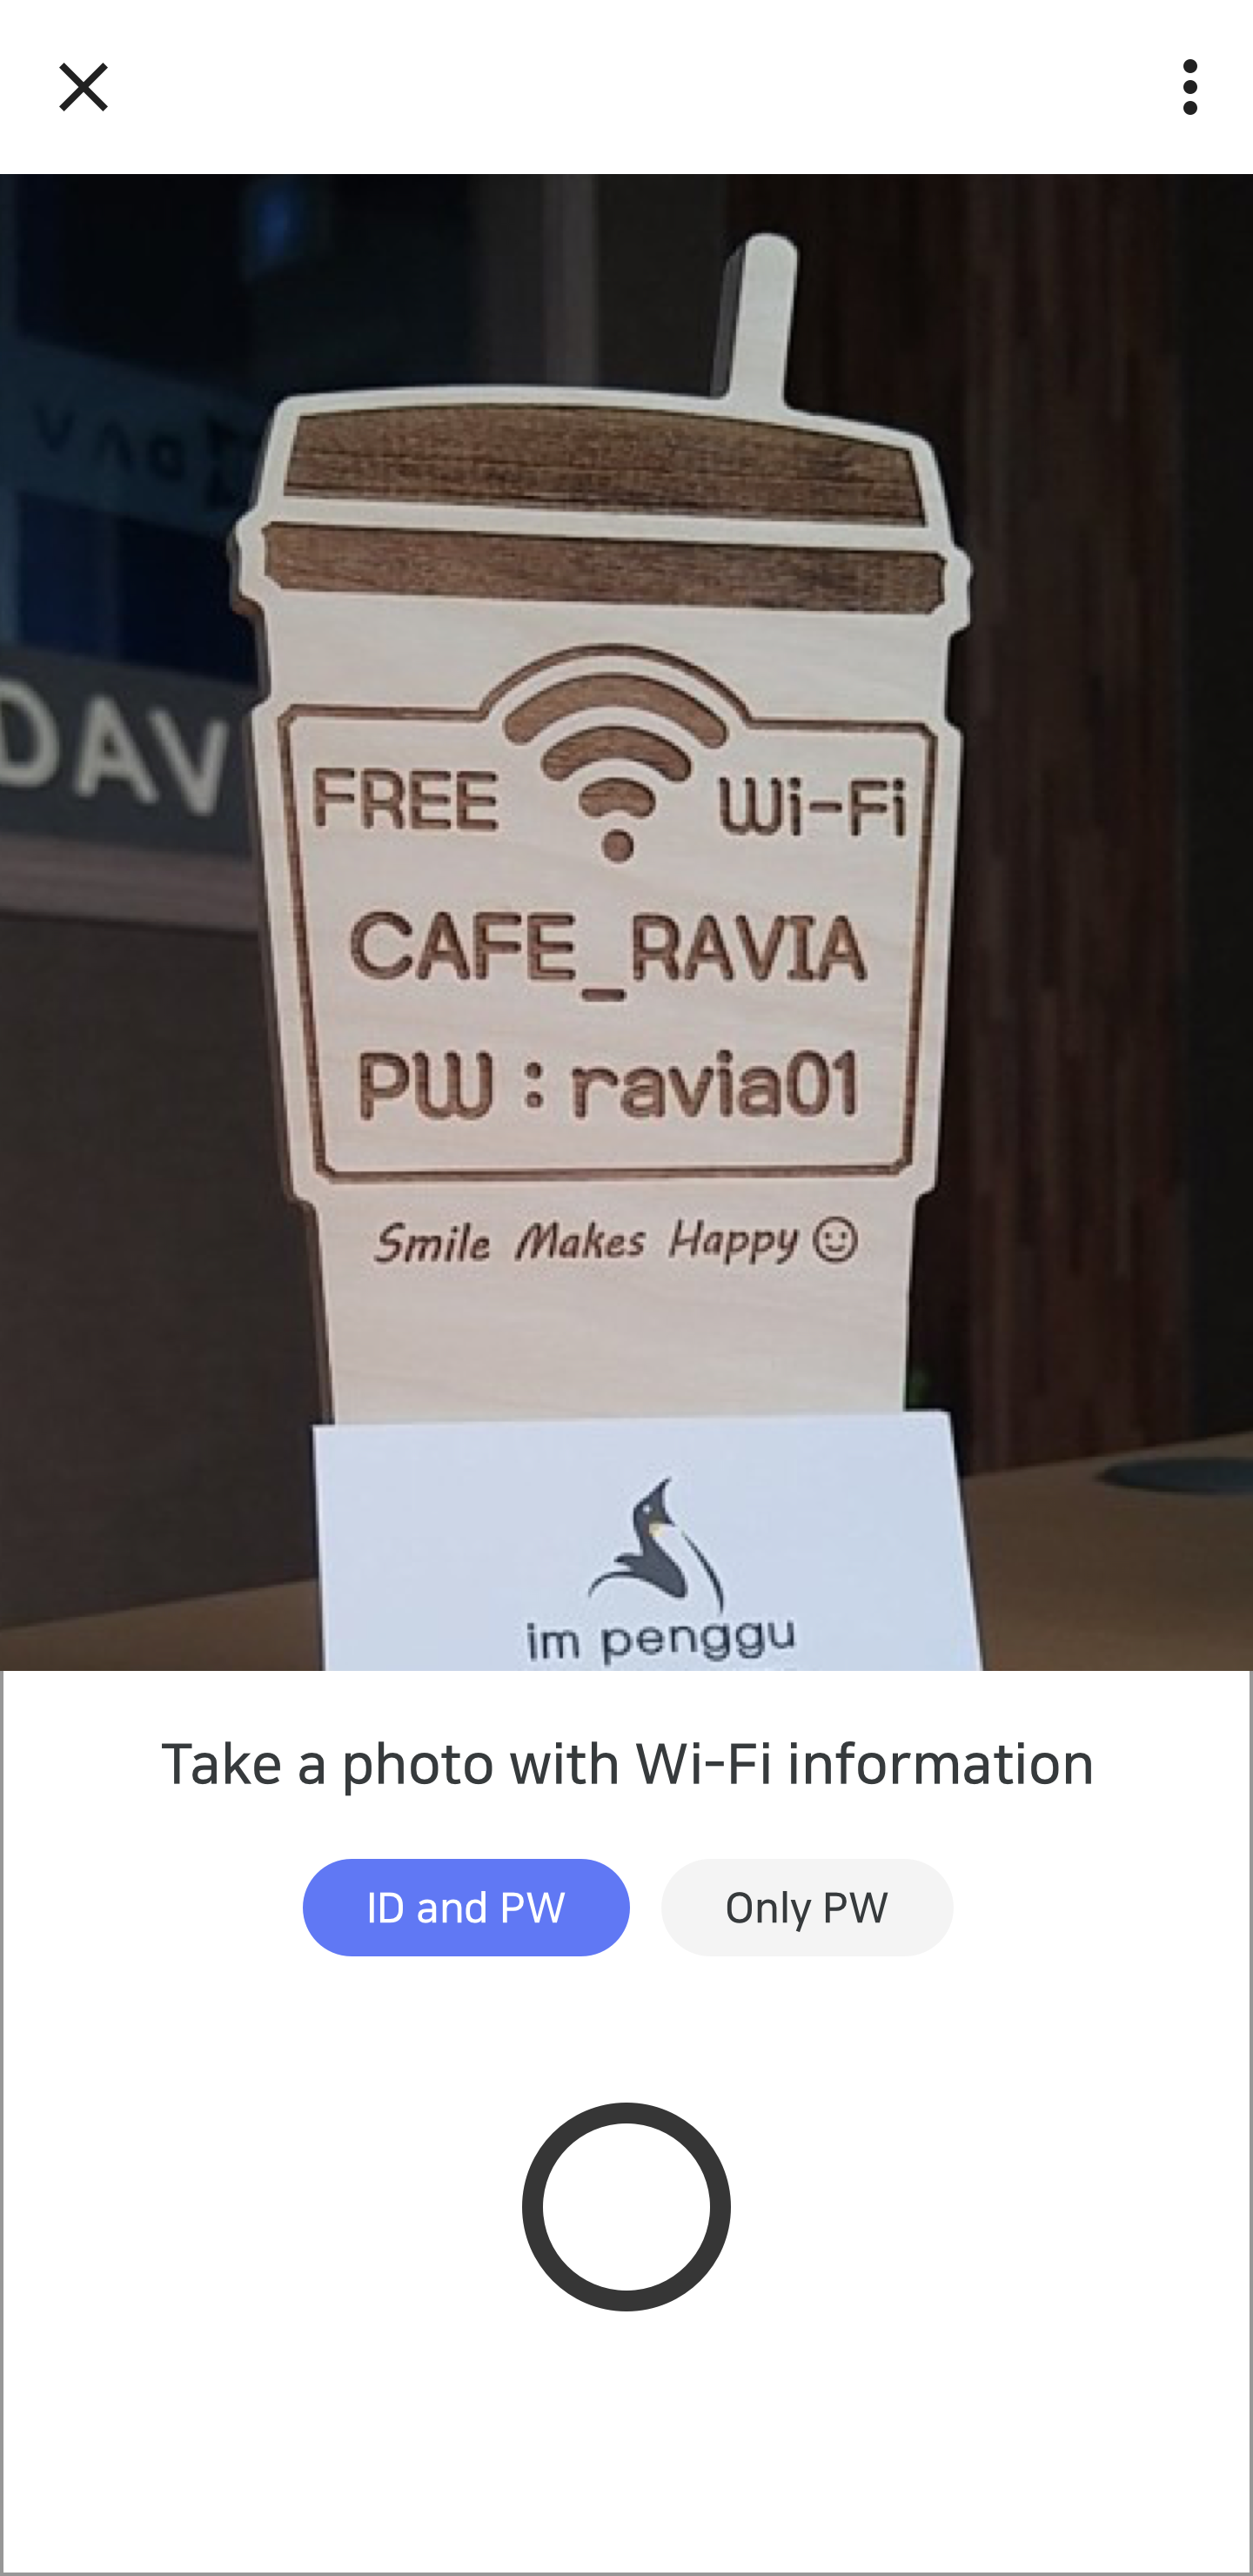 FREE Wi-Fi
CAFE_RAVIA
PW : ravia01
Smile Makes Happy
DAV
im penggu
Take a photo with Wi-Fi information
ID and PW
Only PW